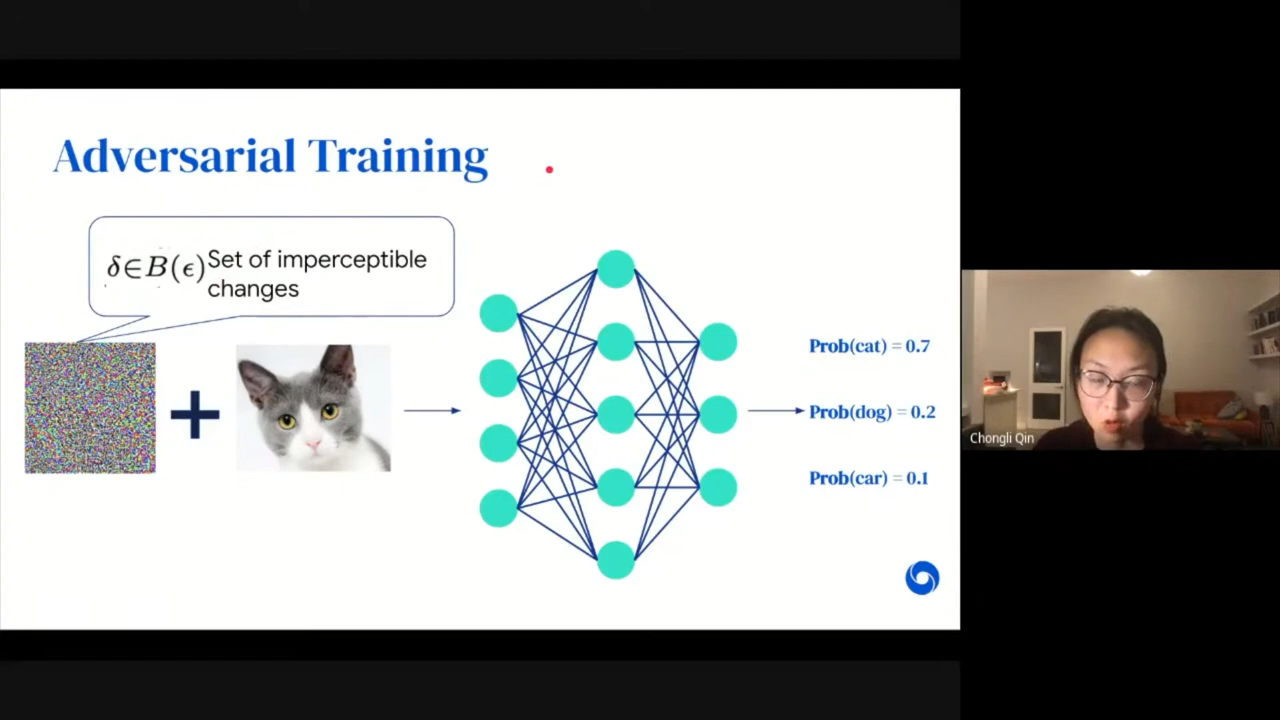 Adversarial Training
δ∈B(ϵ) Set of imperceptible
changes
Prob(cat) = 0.7
Prob(dog) = 0.2
Prob(car) = 0.1
Chongli Qin